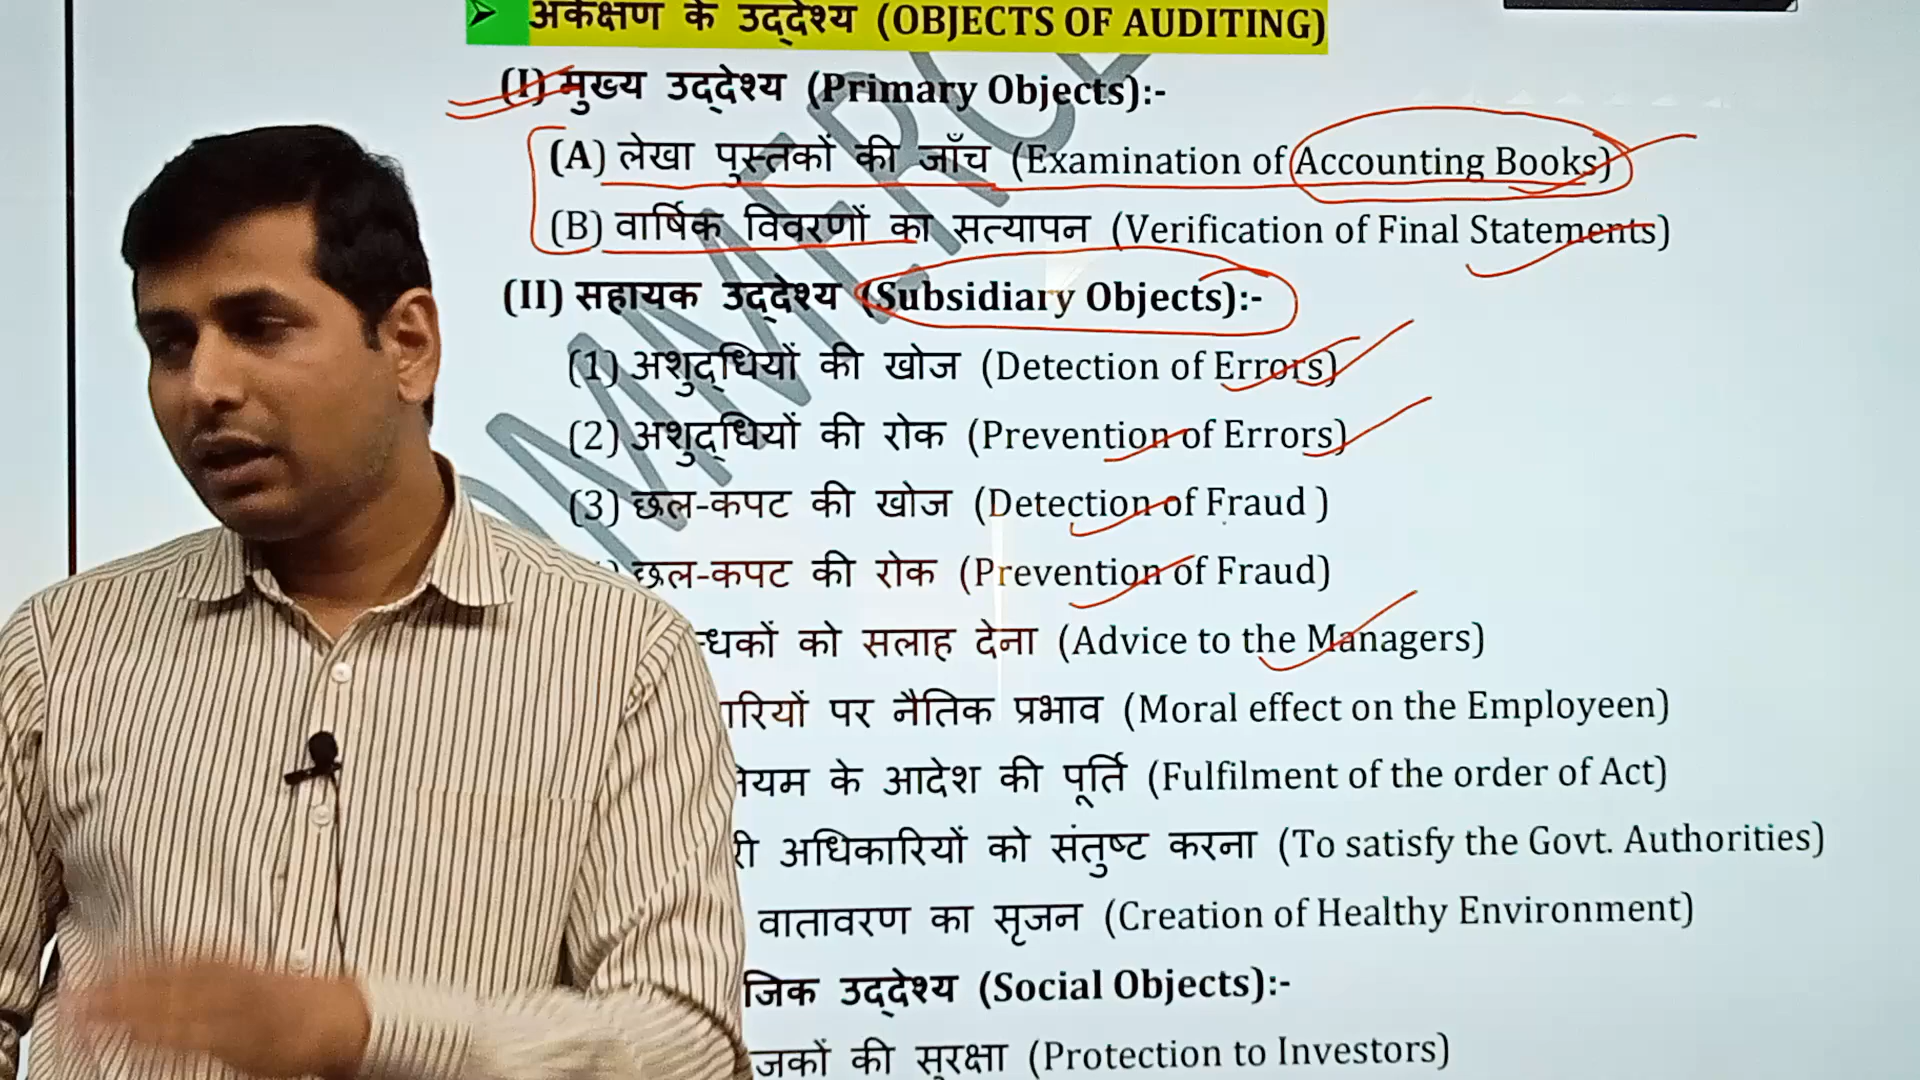 अंकेक्षण के उद्देश्य (OBJECTS OF AUDITING)
(I) मुख्य उद्देश्य (Primary Objects):-
(A) लेखा पुस्तकों की जाँच (Examination of Accounting Books)
(B) वार्षिक विवरणों का सत्यापन (Verification of Final Statements)
(II) सहायक उद्देश्य (Subsidiary Objects):-
(1) अशुद्धियों की खोज (Detection of Errors)
(2) अशुद्धियों की रोक (Prevention of Errors)
(3) छल-कपट की खोज (Detection of Fraud )
छल-कपट की रोक (Prevention of Fraud)
न्धकों को सलाह देना (Advice to the Managers)
ारियों पर नैतिक प्रभाव (Moral effect on the Employeen)
नियम के आदेश की पूर्ति (Fulfilment of the order of Act)
री अधिकारियों को संतुष्ट करना (To satisfy the Govt. Authorities)
वातावरण का सृजन (Creation of Healthy Environment)
जिक उद्देश्य (Social Objects):-
जकों की सुरक्षा (Protection to Investors)